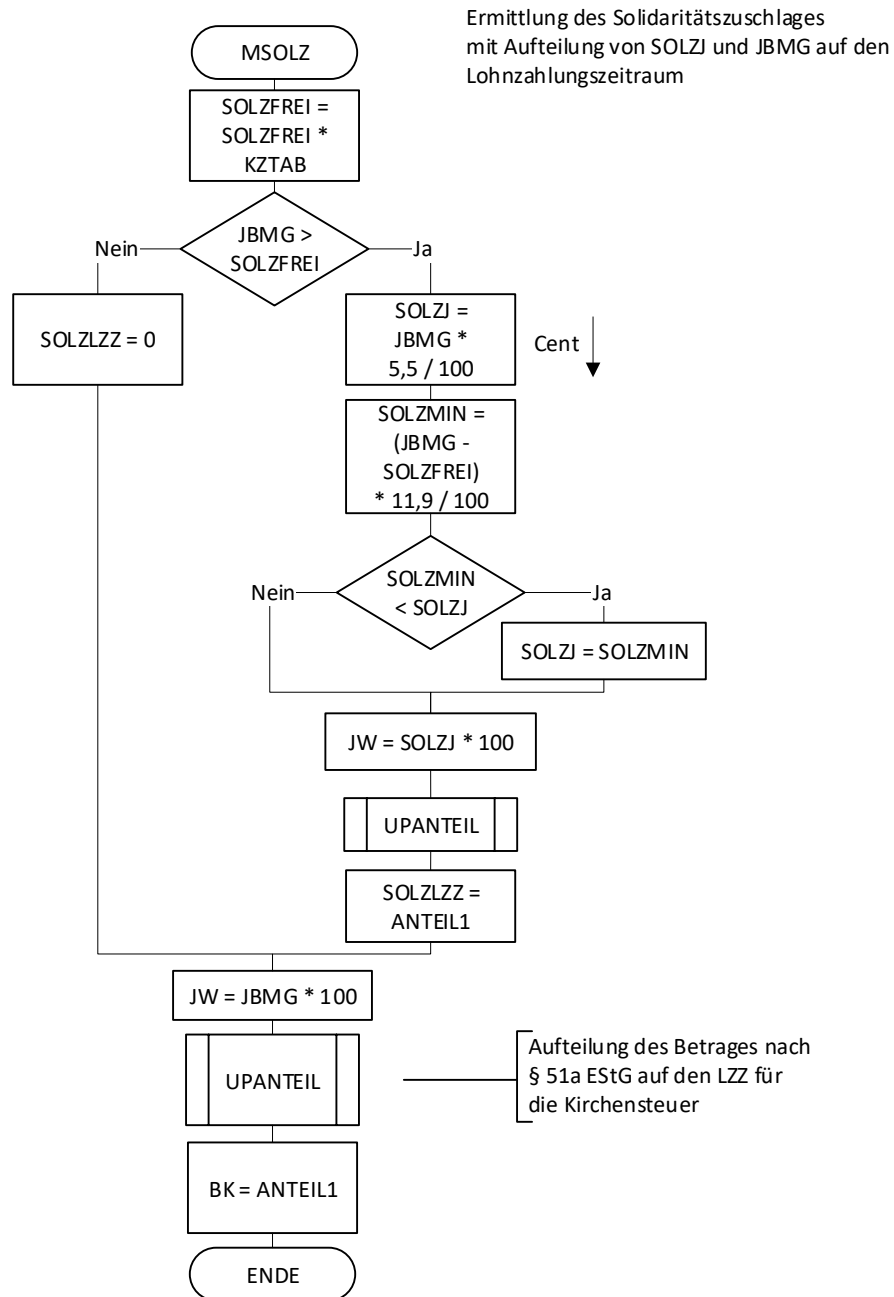 Ermittlung des Solidaritätszuschlages
mit Aufteilung von SOLZJ und JBMG auf den
Lohnzahlungszeitraum
MSOLZ
SOLZFREI =
SOLZFREI *
KZTAB
JBMG >
SOLZFREI
Nein
Ja
SOLZLZZ = 0
SOLZJ =
JBMG *
5,5 / 100
Cent
SOLZMIN =
(JBMG -
SOLZFREI)
* 11,9 / 100
SOLZMIN
< SOLZJ
Nein
Ja
SOLZJ = SOLZMIN
JW = SOLZJ * 100
UPANTEIL
SOLZLZZ =
ANTEIL1
JW = JBMG * 100
UPANTEIL
Aufteilung des Betrages nach
§ 51a EStG auf den LZZ für
die Kirchensteuer
BK = ANTEIL1
ENDE